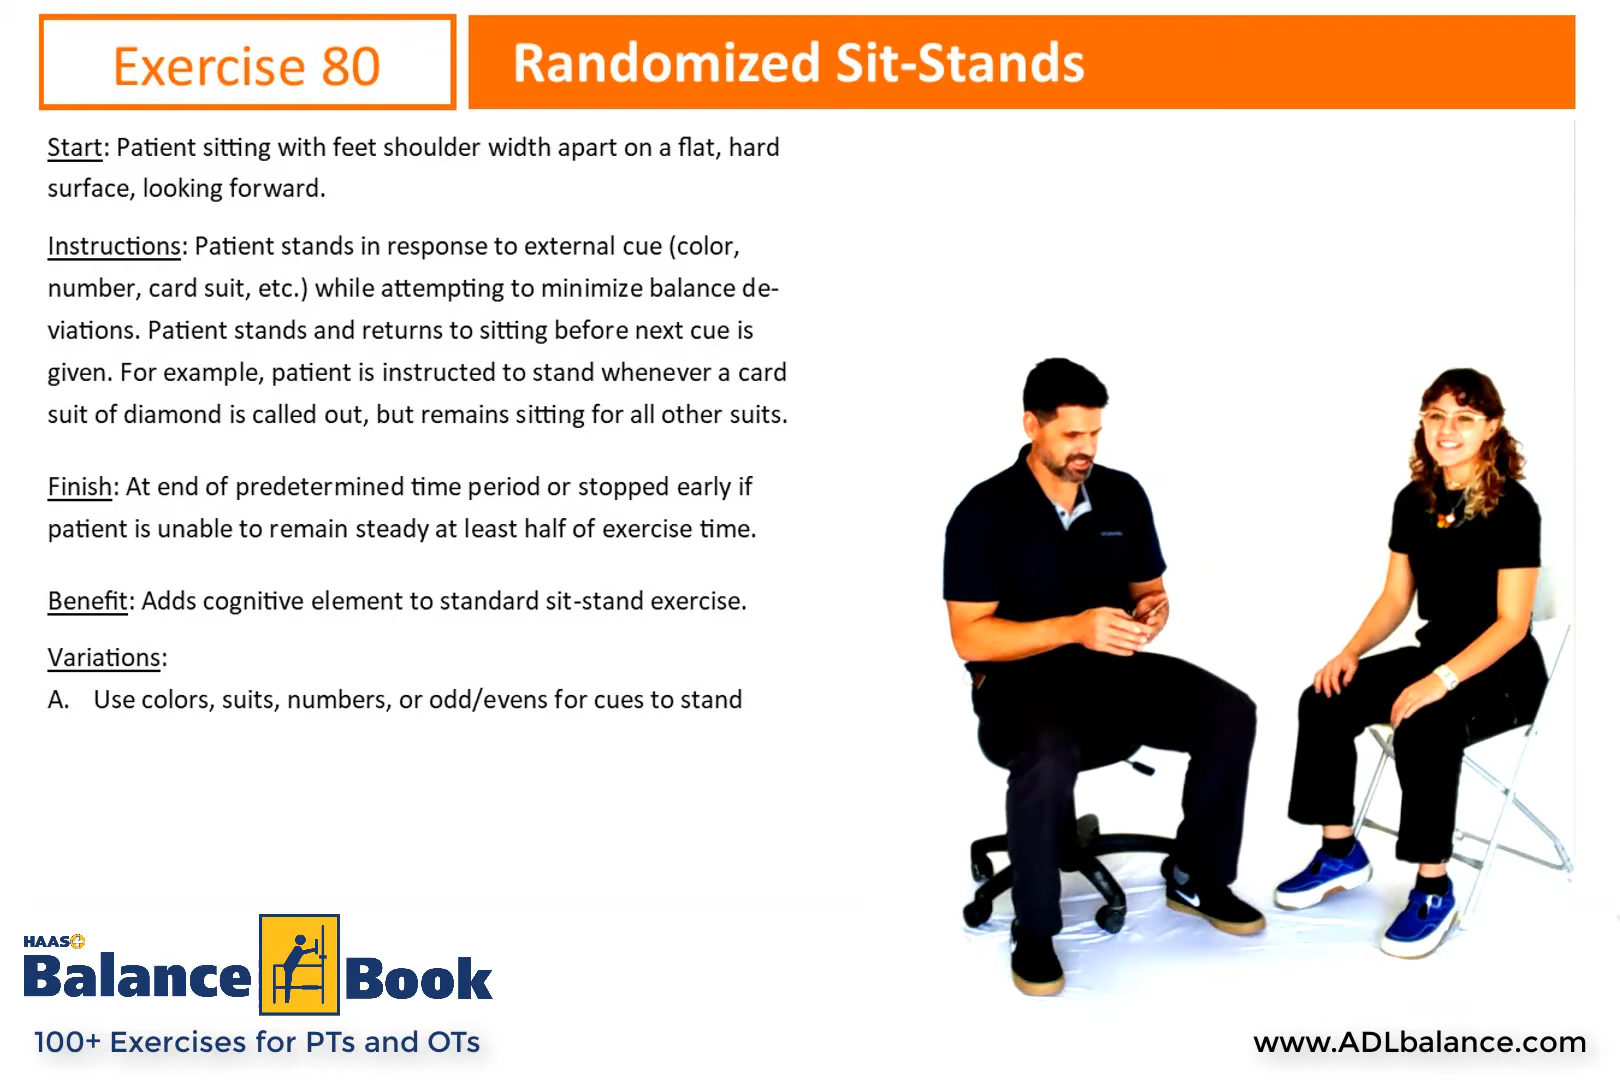 Exercise 80
Randomized Sit-Stands
Start: Patient sitting with feet shoulder width apart on a flat, hard
surface, looking forward.
Instructions: Patient stands in response to external cue (color,
number, card suit, etc.) while attempting to minimize balance de-
viations. Patient stands and returns to sitting before next cue is
given. For example, patient is instructed to stand whenever a card
suit of diamond is called out, but remains sitting for all other suits.
Finish: At end of predetermined time period or stopped early if
patient is unable to remain steady at least half of exercise time.
Benefit: Adds cognitive element to standard sit-stand exercise.
Variations:
A. Use colors, suits, numbers, or odd/evens for cues to stand
HAAS
Balance Book
100+ Exercises for PTs and OTs
www.ADLbalance.com